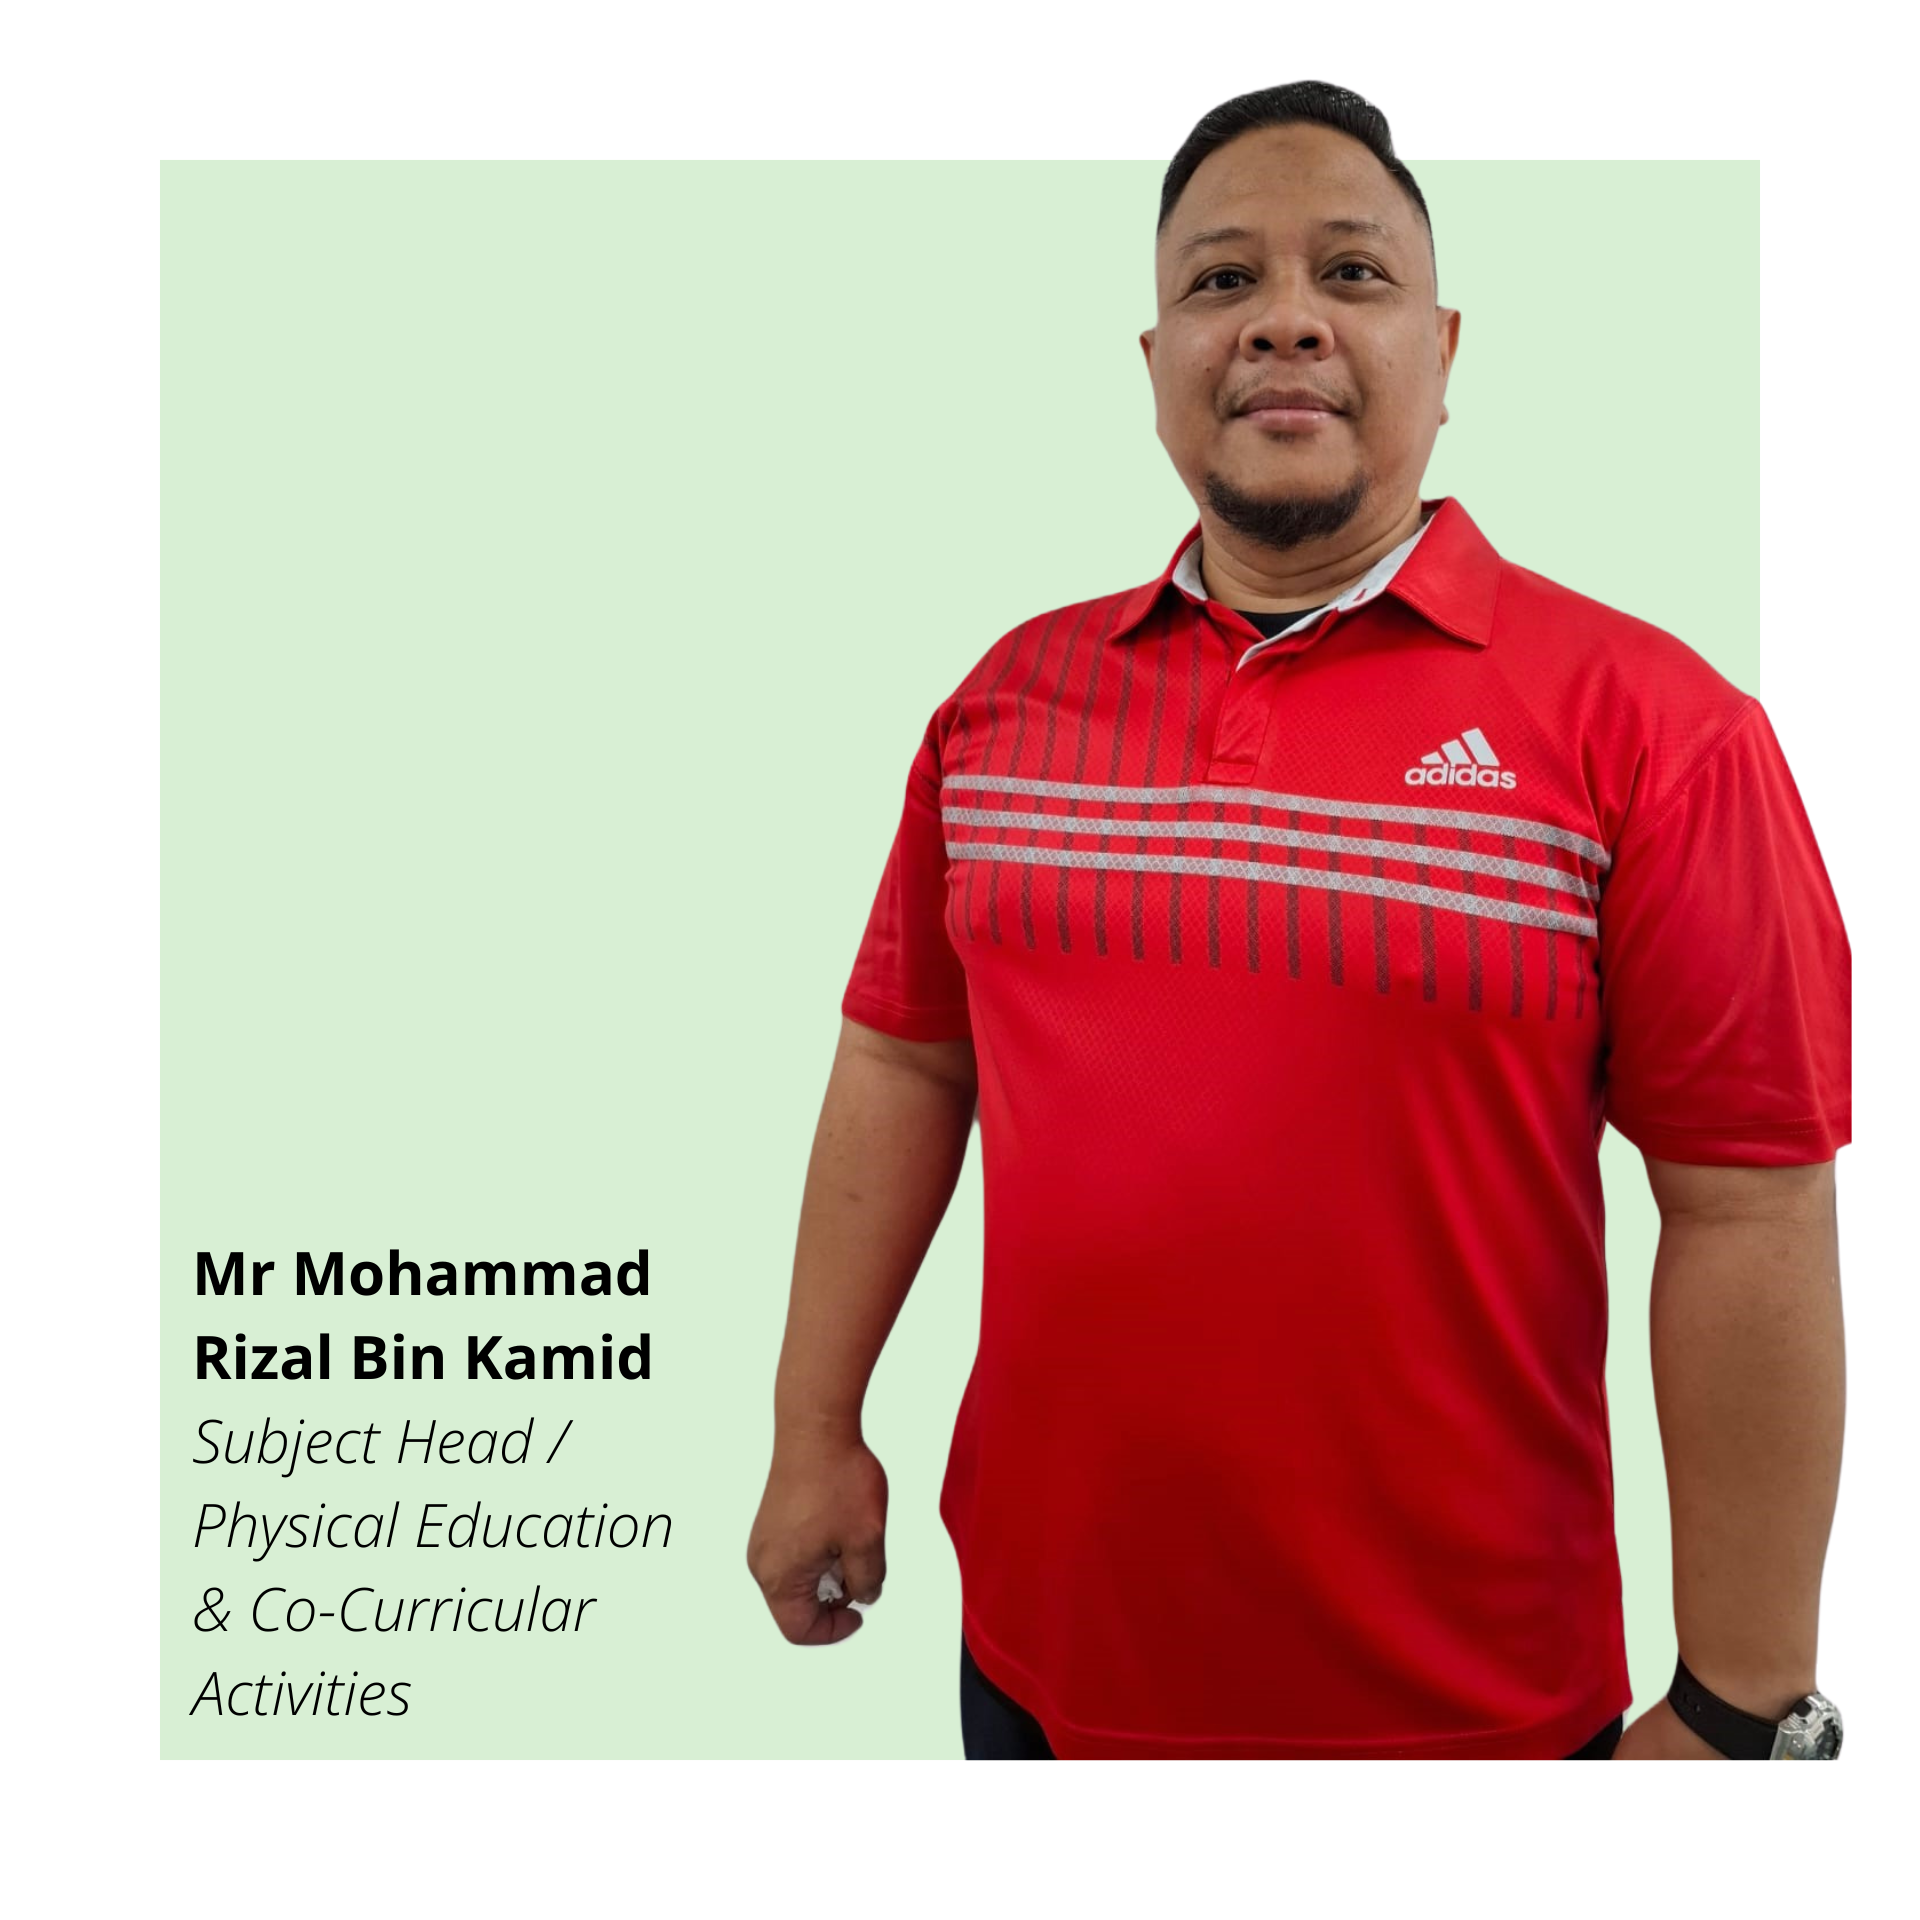 adidas
Mr Mohammad
Rizal Bin Kamid
Subject Head /
Physical Education
& Co-Curricular
Activities